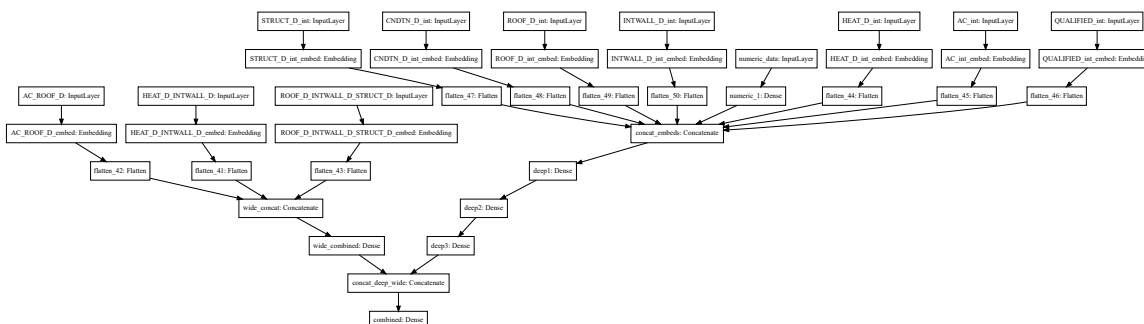 STRUCT_D_int: InputLayer
CNDTN_D_int: InputLayer
ROOF_D_int: InputLayer
INTWALL_D_int: InputLayer
HEAT_D_int: InputLayer
AC_int: InputLayer
QUALIFIED_int: InputLayer
STRUCT_D_int_embed: Embedding
CNDTN_D_int_embed: Embedding
ROOF_D_int_embed: Embedding
INTWALL_D_int_embed: Embedding
numeric_data: InputLayer
HEAT_D_int_embed: Embedding
AC_int_embed: Embedding
QUALIFIED_int_embed: Embedding
AC_ROOF_D: InputLayer
HEAT_D_INTWALL_D: InputLayer
ROOF_D_INTWALL_D_STRUCT_D: InputLayer
flatten_47: Flatten
flatten_48: Flatten
flatten_49: Flatten
flatten_50: Flatten
numeric_1: Dense
flatten_44: Flatten
flatten_45: Flatten
flatten_46: Flatten
AC_ROOF_D_embed: Embedding
HEAT_D_INTWALL_D_embed: Embedding
ROOF_D_INTWALL_D_STRUCT_D_embed: Embedding
concat_embeds: Concatenate
flatten_42: Flatten
flatten_41: Flatten
flatten_43: Flatten
deep1: Dense
wide_concat: Concatenate
deep2: Dense
wide_combined: Dense
deep3: Dense
concat_deep_wide: Concatenate
combined: Dense